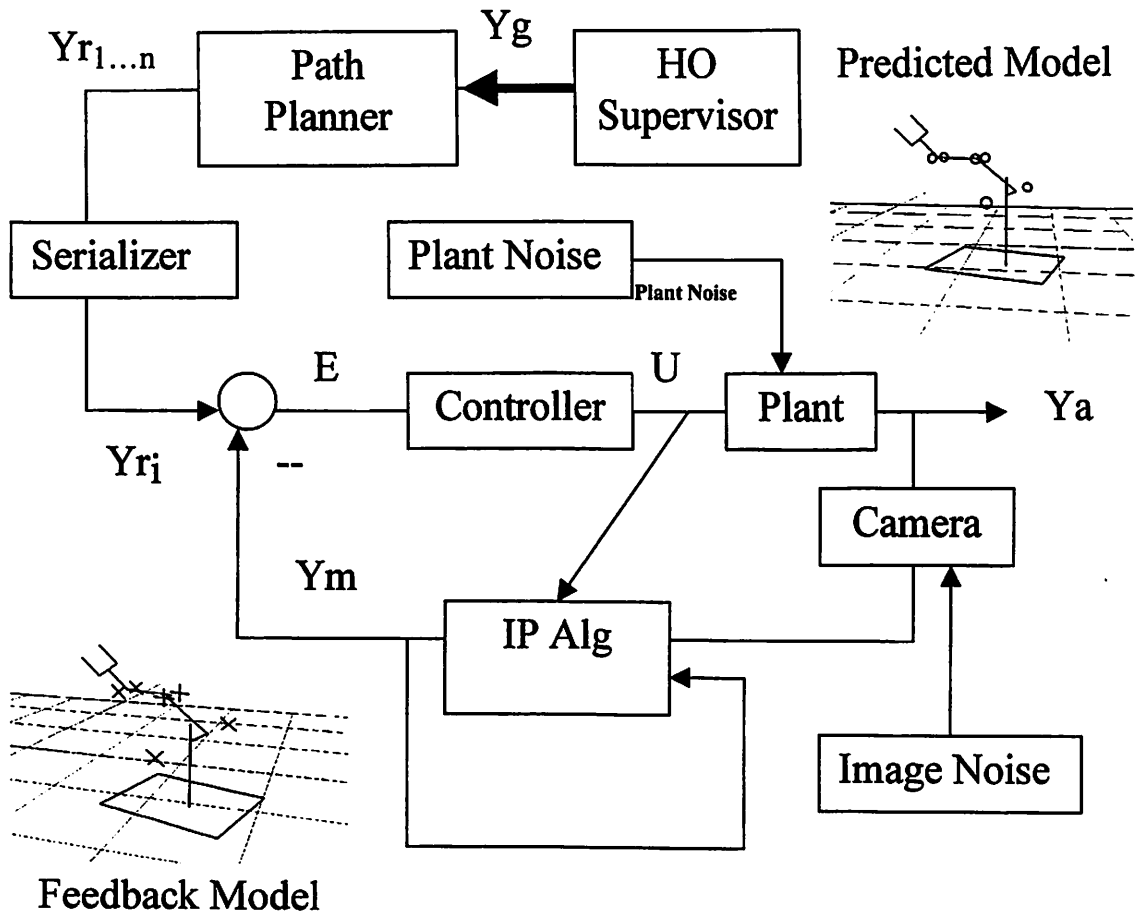 Yr1...n
Path
Planner
Yg
HO
Supervisor
Predicted Model
Serializer
Plant Noise
Plant Noise
E
Controller
U
Plant
Ya
Yri
--
Camera
Ym
IP Alg
Image Noise
Feedback Model